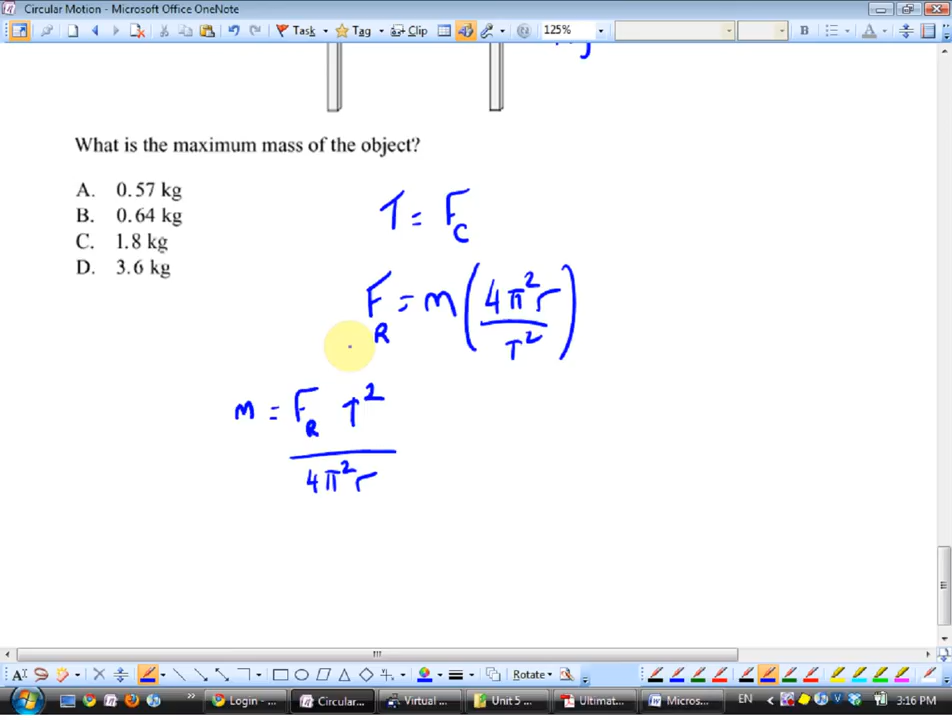 Circular Motion - Microsoft Office OneNote
Task Tag Clip 125% B
What is the maximum mass of the object?
A. 0.57 kg
B. 0.64 kg
C. 1.8 kg
D. 3.6 kg
T = F_C
F_R = m(4π²r / T²)
m = F_R T² / 4π²r
Rotate
Login - ... Circular... Virtual ... Unit 5 ... Ultimat... Micros... EN 3:16 PM